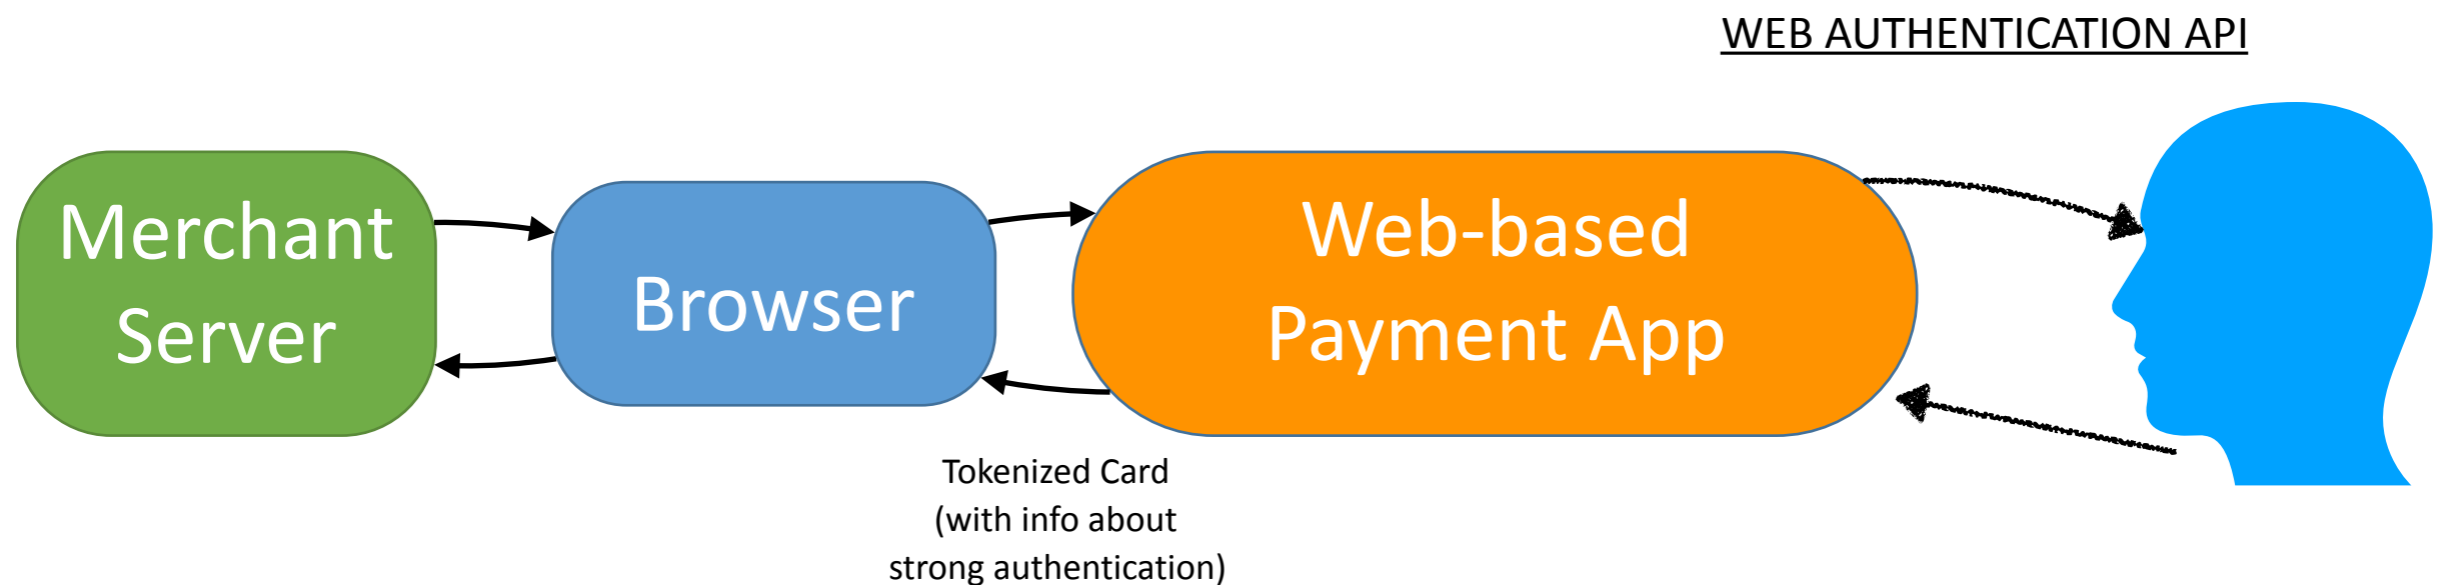 WEB AUTHENTICATION API
Merchant
Server
Browser
Web-based
Payment App
Tokenized Card
(with info about
strong authentication)